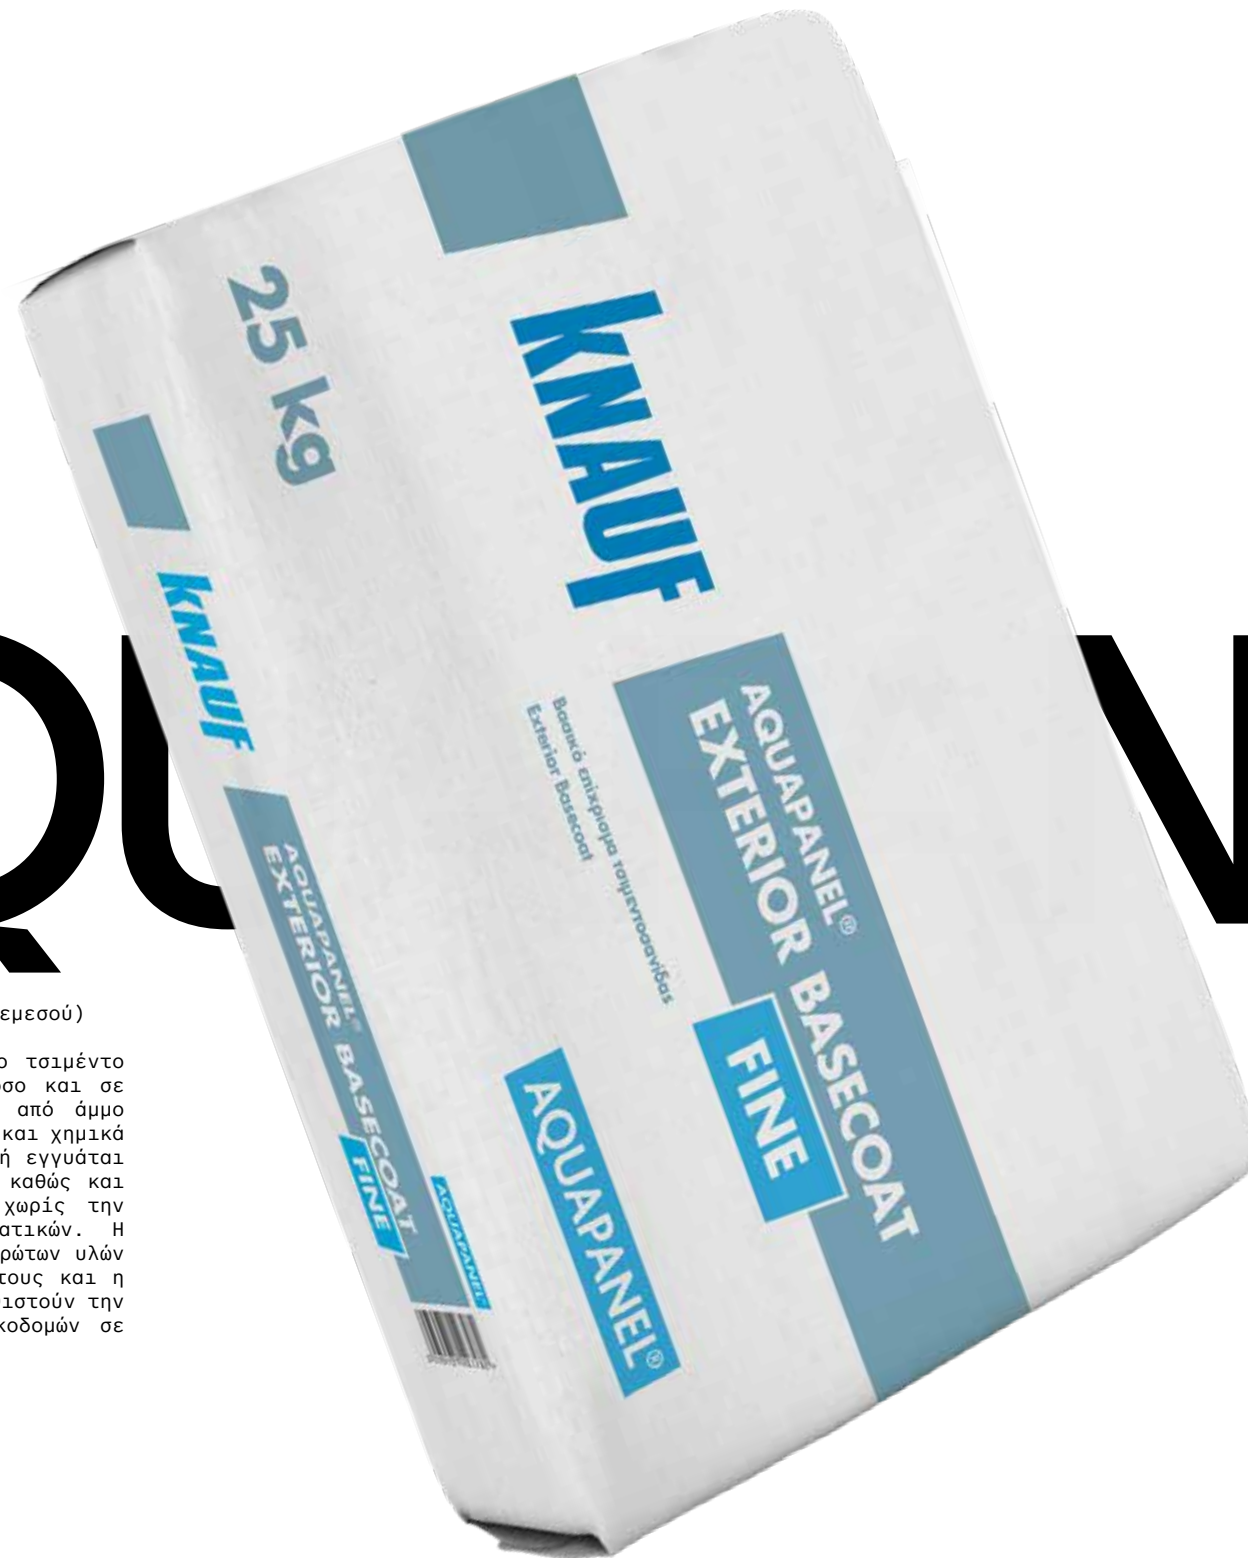 25 kg
KNAUF
KNAUF
AQUAPANEL®
EXTERIOR BASECOAT
FINE
Βασικό επίχρισμα τσιμεντοσανίδας
Exterior Basecoat
AQUAPANEL®
AQUAPANEL®
EXTERIOR BASECOAT
FINE
AQUAPANEL®
QU
N
εμεσού)
ο τσιμέντο
σο και σε
από άμμο
και χημικά
ή εγγυάται
καθώς και
χωρίς την
ατικών. Η
ρώτων υλών
τους και η
ιστούν την
κοδομών σε